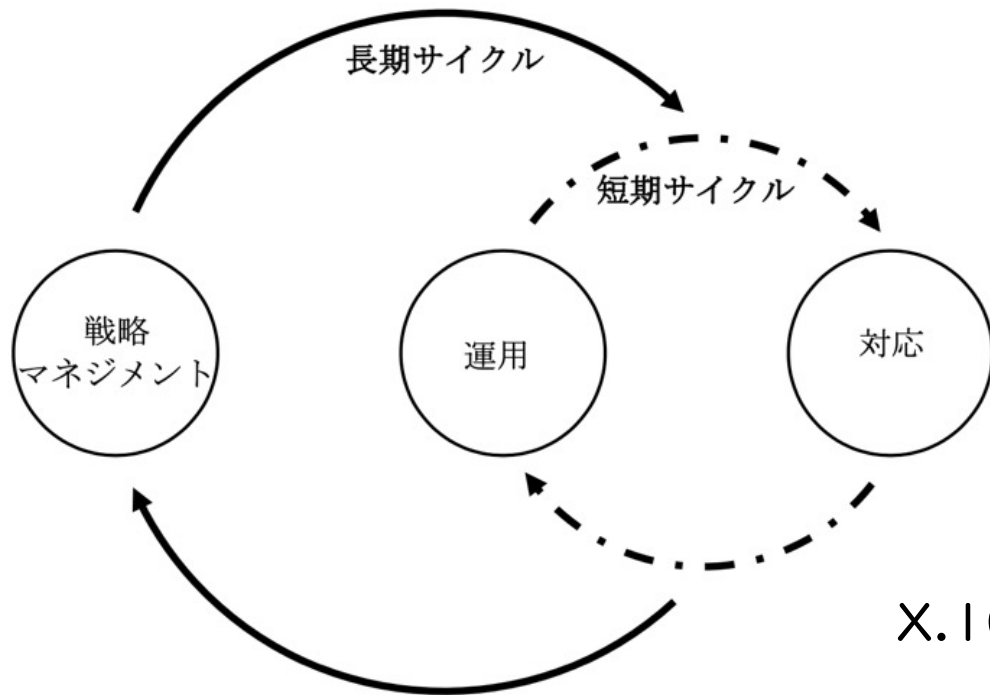 長期サイクル
短期サイクル
戦略
マネジメント
運用
対応